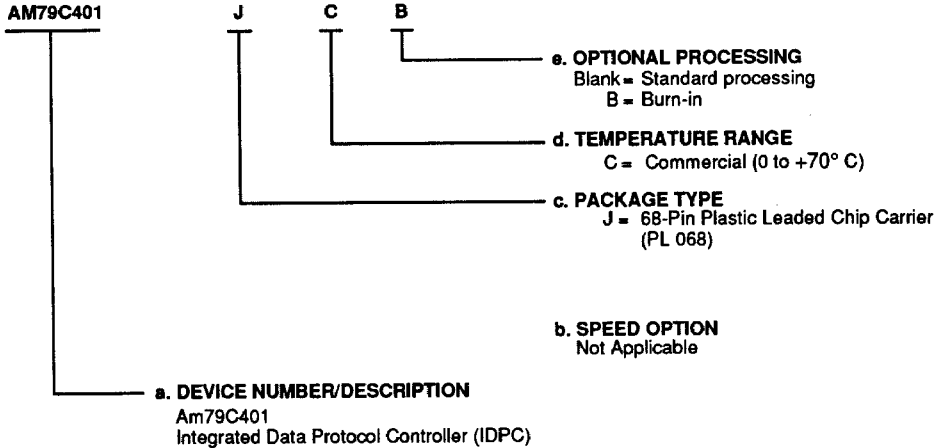 AM79C401 J C B
e. OPTIONAL PROCESSING
Blank = Standard processing
B = Burn-in
d. TEMPERATURE RANGE
C = Commercial (0 to +70° C)
c. PACKAGE TYPE
J = 68-Pin Plastic Leaded Chip Carrier
(PL 068)
b. SPEED OPTION
Not Applicable
a. DEVICE NUMBER/DESCRIPTION
Am79C401
Integrated Data Protocol Controller (IDPC)